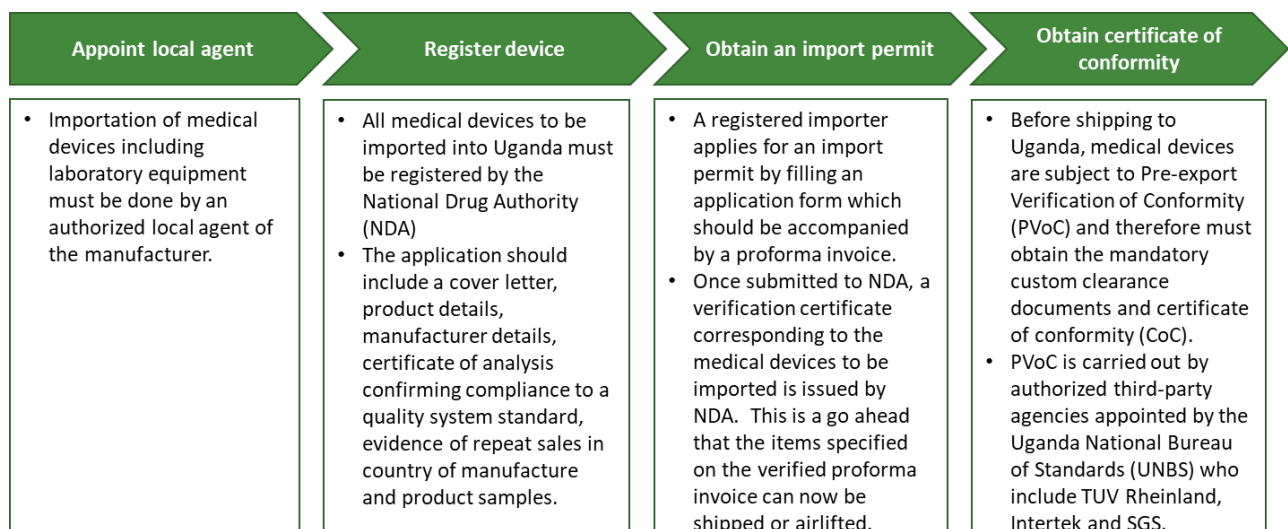 Appoint local agent
Register device
Obtain an import permit
Obtain certificate of
conformity
• Importation of medical
devices including
laboratory equipment
must be done by an
authorized local agent of
the manufacturer.
• All medical devices to be
imported into Uganda must
be registered by the
National Drug Authority
(NDA)
• The application should
include a cover letter,
product details,
manufacturer details,
certificate of analysis
confirming compliance to a
quality system standard,
evidence of repeat sales in
country of manufacture
and product samples.
• A registered importer
applies for an import
permit by filling an
application form which
should be accompanied
by a proforma invoice.
• Once submitted to NDA, a
verification certificate
corresponding to the
medical devices to be
imported is issued by
NDA.  This is a go ahead
that the items specified
on the verified proforma
invoice can now be
shipped or airlifted.
• Before shipping to
Uganda, medical devices
are subject to Pre-export
Verification of Conformity
(PVoC) and therefore must
obtain the mandatory
custom clearance
documents and certificate
of conformity (CoC).
• PVoC is carried out by
authorized third-party
agencies appointed by the
Uganda National Bureau
of Standards (UNBS) who
include TUV Rheinland,
Intertek and SGS.